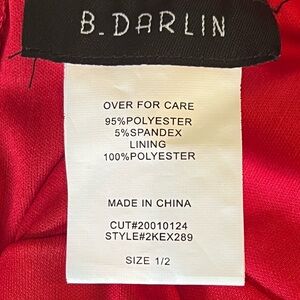 B. DARLIN
OVER FOR CARE
95%POLYESTER
5%SPANDEX
LINING
100%POLYESTER
MADE IN CHINA
CUT#20010124
STYLE#2KEX289
SIZE 1/2